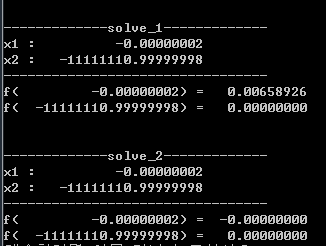 ---------------solve_1---------------
x1 :          -0.00000002
x2 :   -11111110.99999998
-------------------------------------
f(          -0.00000002) =   0.00658926
f(   -11111110.99999998) =   0.00000000
---------------solve_2---------------
x1 :          -0.00000002
x2 :   -11111110.99999998
-------------------------------------
f(          -0.00000002) =  -0.00000000
f(   -11111110.99999998) =   0.00000000